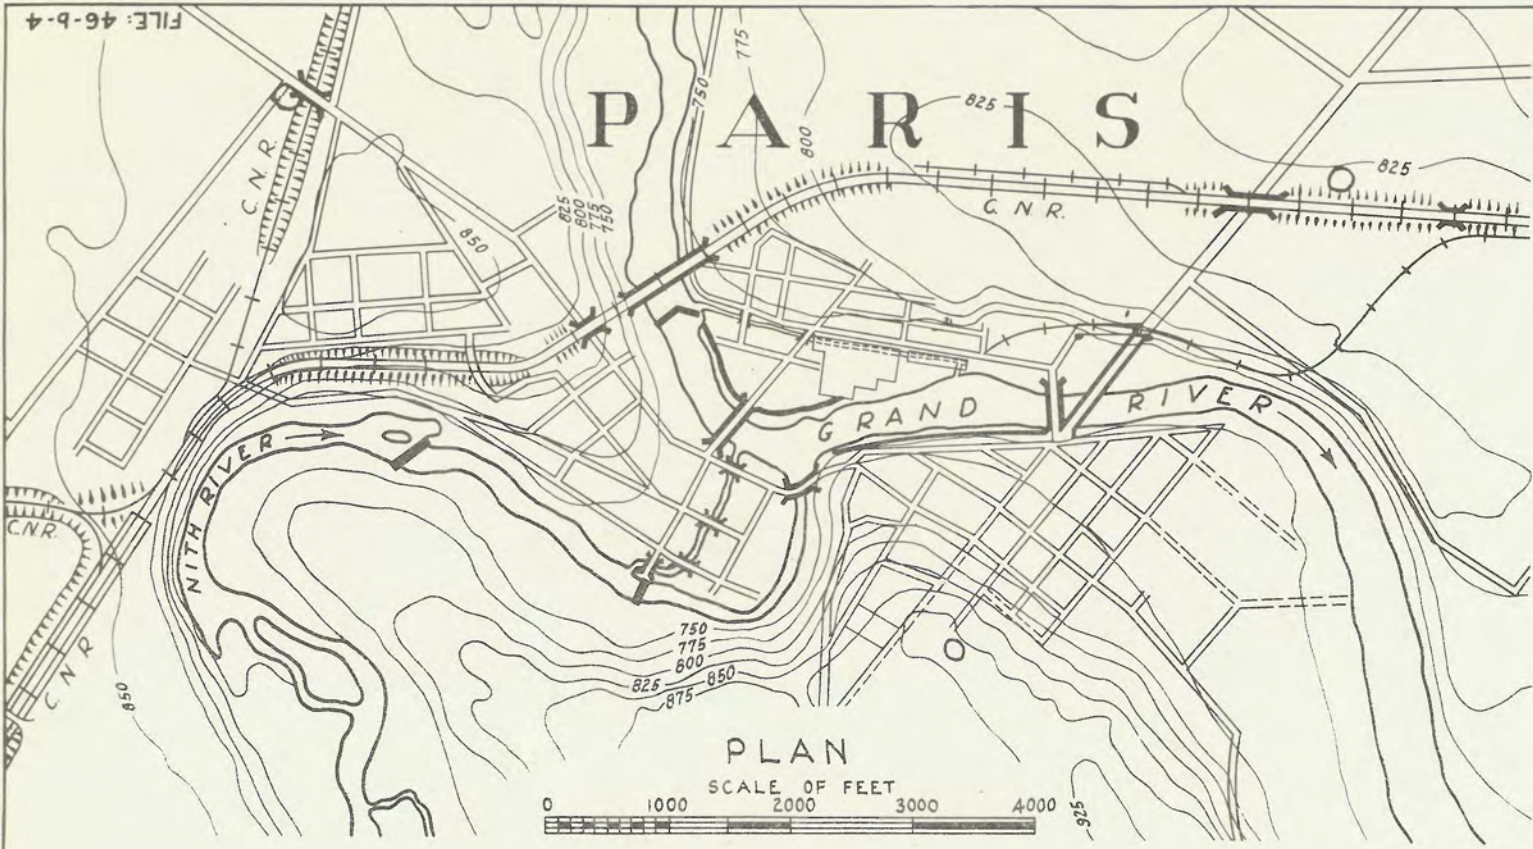 FILE: 46-b-4
PARIS
775
750
825
800
825
C. N. R.
C. N. R.
825
800
775
750
850
GRAND RIVER
NITH RIVER
C.N.R.
C. N. R
850
750
775
800
825
850
875
925
PLAN
SCALE OF FEET
0 1000 2000 3000 4000